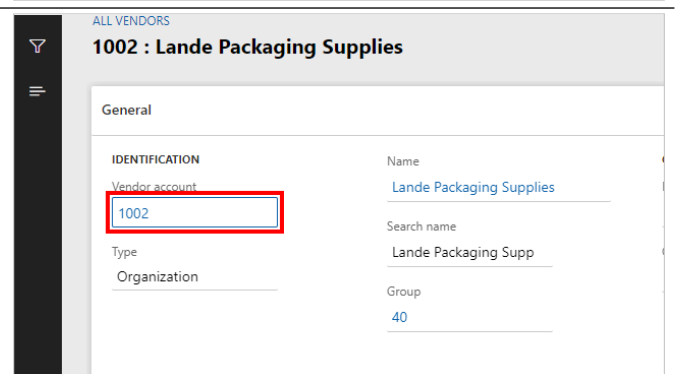 ALL VENDORS
1002 : Lande Packaging Supplies
General
IDENTIFICATION
Vendor account
1002
Type
Organization
Name
Lande Packaging Supplies
Search name
Lande Packaging Supp
Group
40